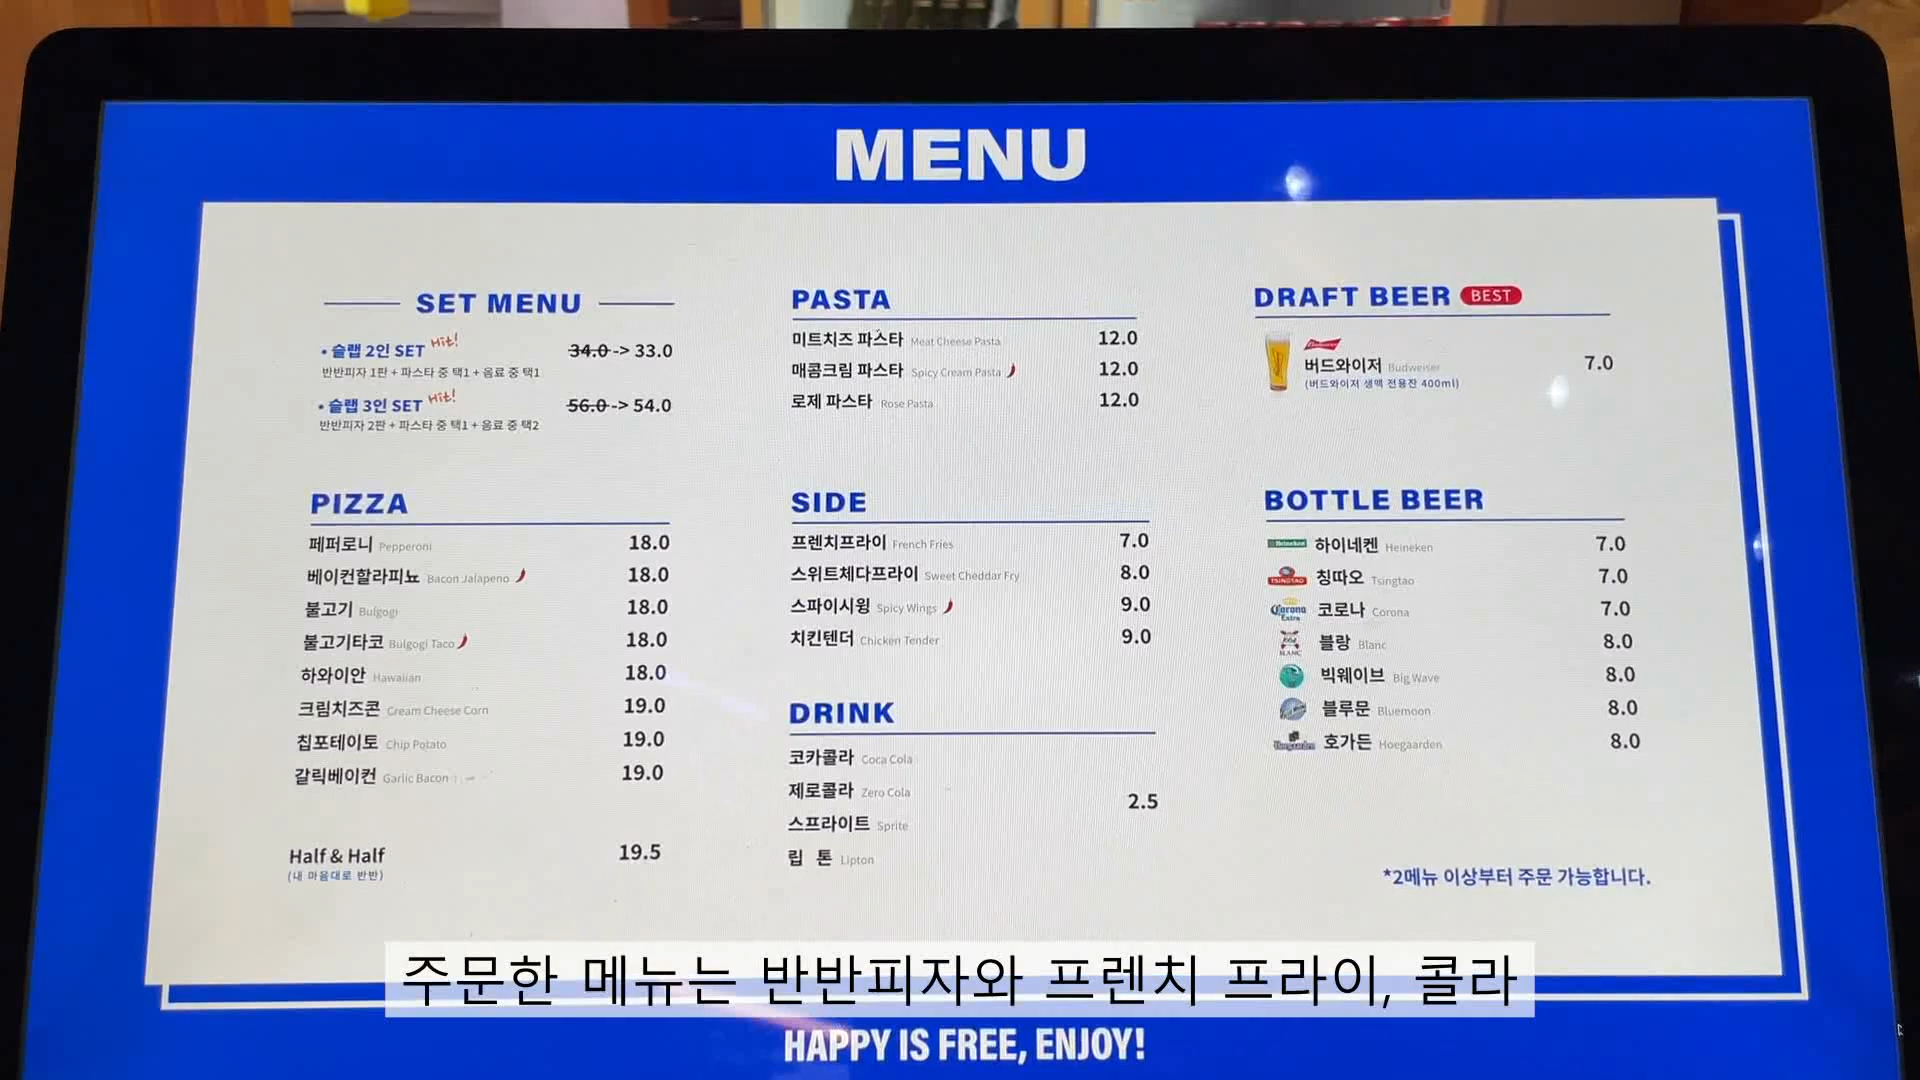 MENU
SET MENU
• 슬랩 2인 SET Hit! 34.0 -> 33.0
반반피자 1판 + 파스타 중 택1 + 음료 중 택1
• 슬랩 3인 SET Hit! 56.0 -> 54.0
반반피자 2판 + 파스타 중 택1 + 음료 중 택2
PIZZA
페퍼로니 Pepperoni 18.0
베이컨할라피뇨 Bacon Jalapeno 18.0
불고기 Bulgogi 18.0
불고기타코 Bulgogi Taco 18.0
하와이안 Hawaiian 18.0
크림치즈콘 Cream Cheese Corn 19.0
칩포테이토 Chip Potato 19.0
갈릭베이컨 Garlic Bacon 19.0
Half & Half 19.5
(내 마음대로 반반)
PASTA
미트치즈 파스타 Meat Cheese Pasta 12.0
매콤크림 파스타 Spicy Cream Pasta 12.0
로제 파스타 Rose Pasta 12.0
SIDE
프렌치프라이 French Fries 7.0
스위트체다프라이 Sweet Cheddar Fry 8.0
스파이시윙 Spicy Wings 9.0
치킨텐더 Chicken Tender 9.0
DRINK
코카콜라 Coca Cola
제로콜라 Zero Cola
2.5
스프라이트 Sprite
립 톤 Lipton
DRAFT BEER BEST
Budweiser
버드와이저 Budweiser 7.0
(버드와이저 생맥 전용잔 400ml)
BOTTLE BEER
Heineken 하이네켄 Heineken 7.0
TSINGTAO 칭따오 Tsingtao 7.0
Corona Extra 코로나 Corona 7.0
BLANC 블랑 Blanc 8.0
빅웨이브 Big Wave 8.0
블루문 Bluemoon 8.0
Hoegaarden 호가든 Hoegaarden 8.0
*2메뉴 이상부터 주문 가능합니다.
주문한 메뉴는 반반피자와 프렌치 프라이, 콜라
HAPPY IS FREE, ENJOY!